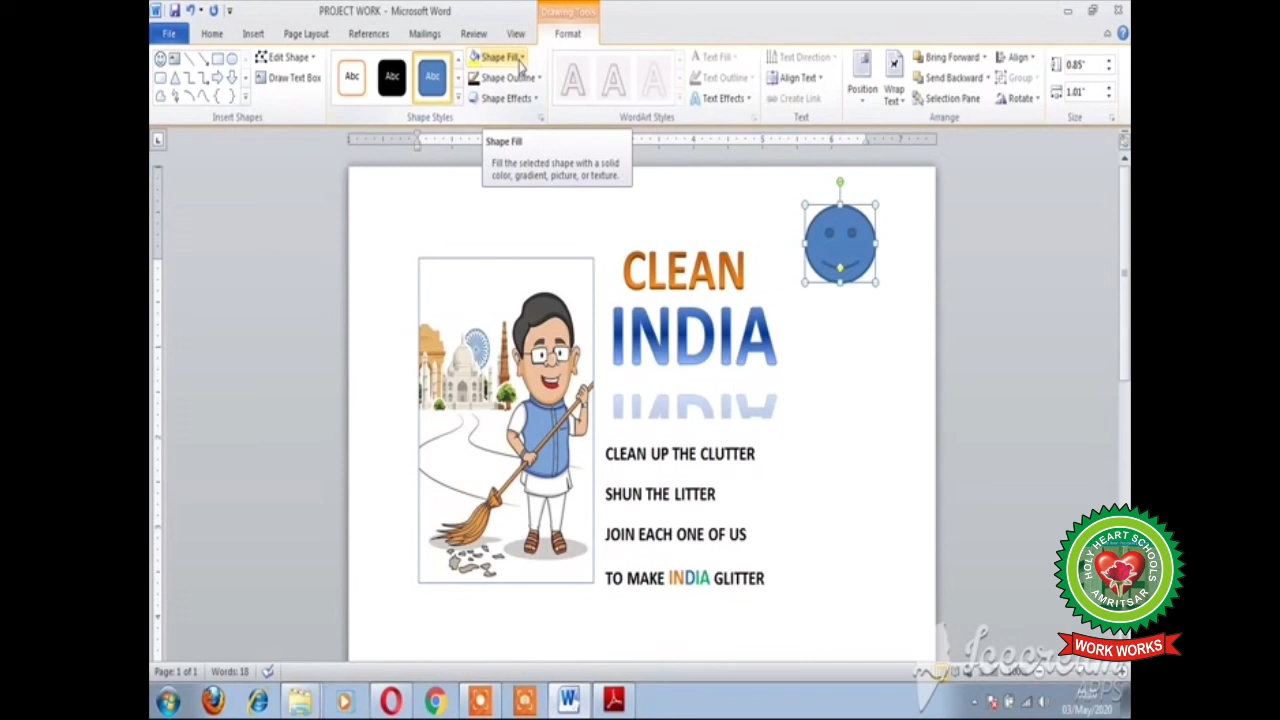 PROJECT WORK - Microsoft Word
Drawing Tools
File Home Insert Page Layout References Mailings Review View Format
Edit Shape
Draw Text Box
Insert Shapes
Abc Abc Abc
Shape Fill
Shape Outline
Shape Effects
Shape Styles
A A A
Text Fill
Text Outline
Text Effects
WordArt Styles
Text Direction
Align Text
Create Link
Text
Position
Wrap
Text
Bring Forward
Send Backward
Selection Pane
Align
Group
Rotate
Arrange
0.85"
1.01"
Size
Shape Fill
Fill the selected shape with a solid
color, gradient, picture, or texture.
CLEAN
INDIA
CLEAN UP THE CLUTTER
SHUN THE LITTER
JOIN EACH ONE OF US
TO MAKE INDIA GLITTER
HOLY HEART SCHOOLS
AMRITSAR
WORK WORKS
Page: 1 of 1 Words: 18
Icecream
APPS
03/May/2020